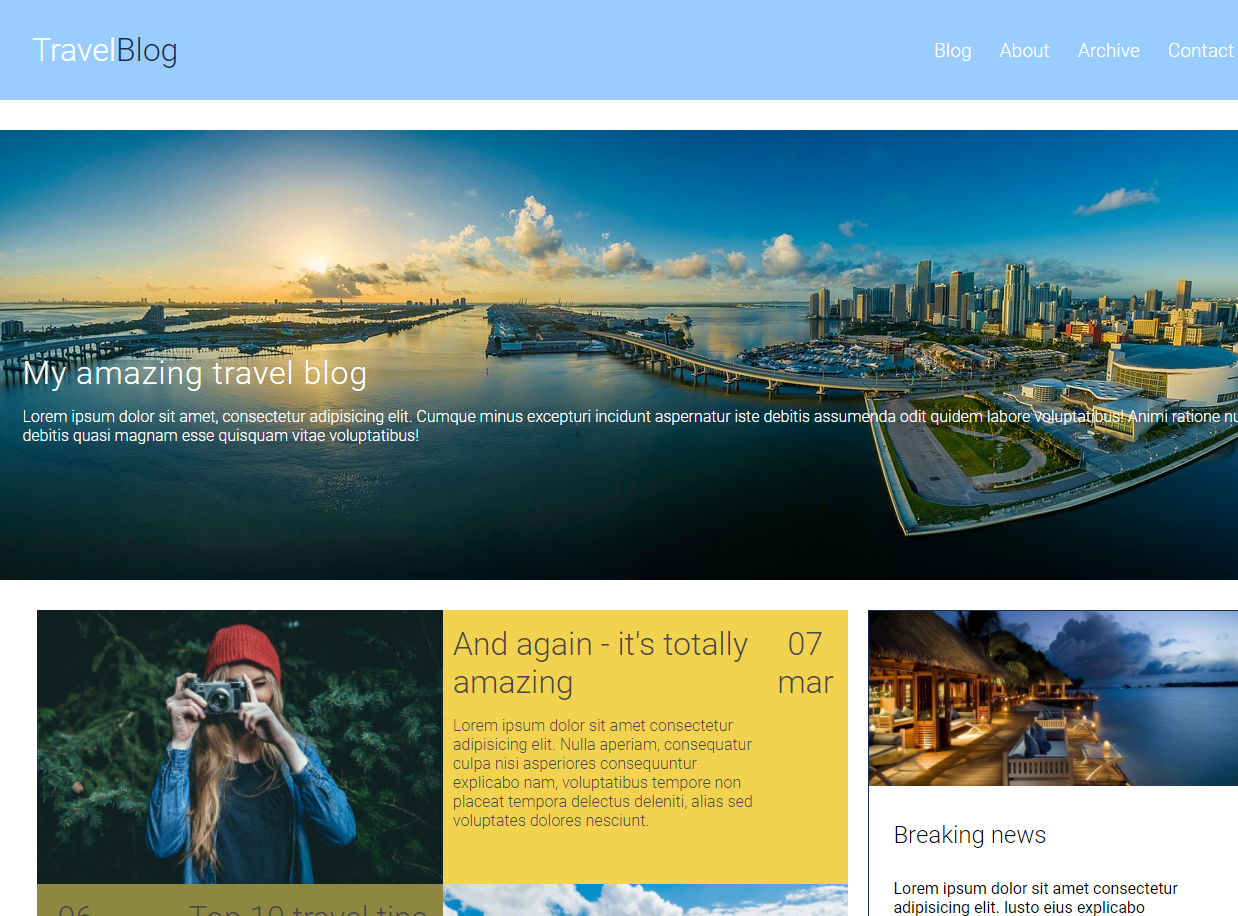 TravelBlog
Blog About Archive Contact
My amazing travel blog
Lorem ipsum dolor sit amet, consectetur adipisicing elit. Cumque minus excepturi incidunt aspernatur iste debitis assumenda odit quidem labore voluptatibus! Animi ratione
debitis quasi magnam esse quisquam vitae voluptatibus!
And again - it's totally
amazing
07
mar
Lorem ipsum dolor sit amet consectetur
adipisicing elit. Nulla aperiam, consequatur
culpa nisi asperiores consequuntur
explicabo nam, voluptatibus tempore non
placeat tempora delectus deleniti, alias sed
voluptates dolores nesciunt.
06
Top 10 travel tips
Breaking news
Lorem ipsum dolor sit amet consectetur
adipisicing elit. Iusto eius explicabo